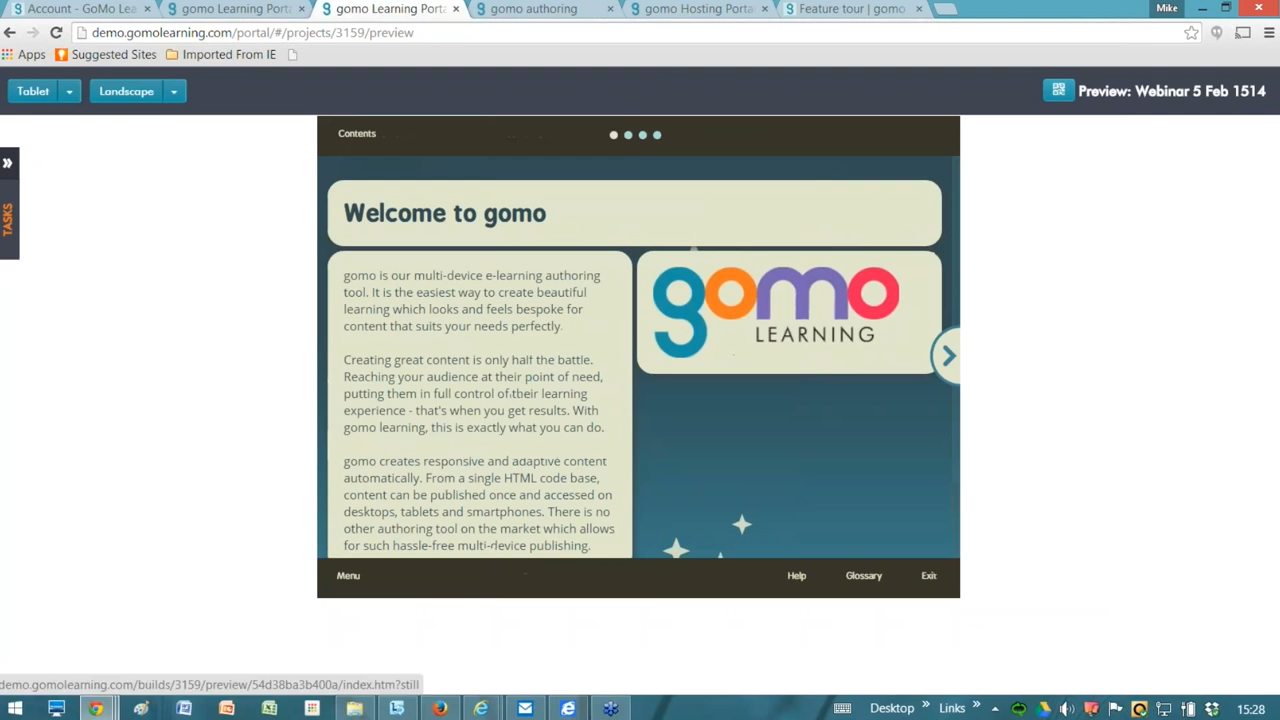 Account - GoMo Lea
gomo Learning Porta
gomo Learning Porta
gomo authoring
gomo Hosting Portal
Feature tour | gomo
Mike
demo.gomolearning.com/portal/#/projects/3159/preview
Apps
Suggested Sites
Imported From IE
Tablet
Landscape
Preview: Webinar 5 Feb 1514
TASKS
Contents
Welcome to gomo
gomo is our multi-device e-learning authoring
tool. It is the easiest way to create beautiful
learning which looks and feels bespoke for
content that suits your needs perfectly.
Creating great content is only half the battle.
Reaching your audience at their point of need,
putting them in full control of their learning
experience - that's when you get results. With
gomo learning, this is exactly what you can do.
gomo creates responsive and adaptive content
automatically. From a single HTML code base,
content can be published once and accessed on
desktops, tablets and smartphones. There is no
other authoring tool on the market which allows
for such hassle-free multi-device publishing.
gomo
LEARNING
Menu
Help
Glossary
Exit
demo.gomolearning.com/builds/3159/preview/54d38ba3b400a/index.htm?still
Desktop
Links
15:28